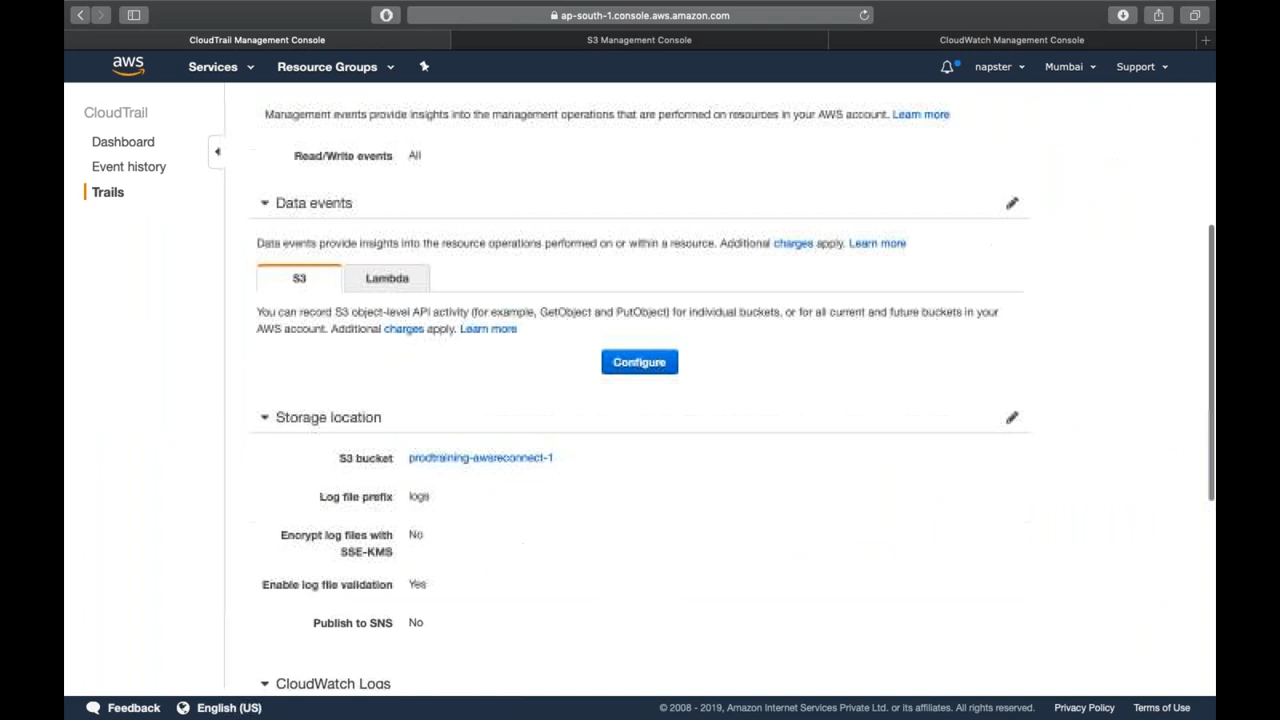 ap-south-1.console.aws.amazon.com
CloudTrail Management Console
S3 Management Console
CloudWatch Management Console
aws
Services
Resource Groups
napster
Mumbai
Support
CloudTrail
Dashboard
Event history
Trails
Management events provide insights into the management operations that are performed on resources in your AWS account. Learn more
Read/Write events All
Data events
Data events provide insights into the resource operations performed on or within a resource. Additional charges apply. Learn more
S3
Lambda
You can record S3 object-level API activity (for example, GetObject and PutObject) for individual buckets, or for all current and future buckets in your
AWS account. Additional charges apply. Learn more
Configure
Storage location
S3 bucket prodtraining-awsreconnect-1
Log file prefix logs
Encrypt log files with No
SSE-KMS
Enable log file validation Yes
Publish to SNS No
CloudWatch Logs
Feedback
English (US)
© 2008 - 2019, Amazon Internet Services Private Ltd. or its affiliates. All rights reserved.
Privacy Policy
Terms of Use